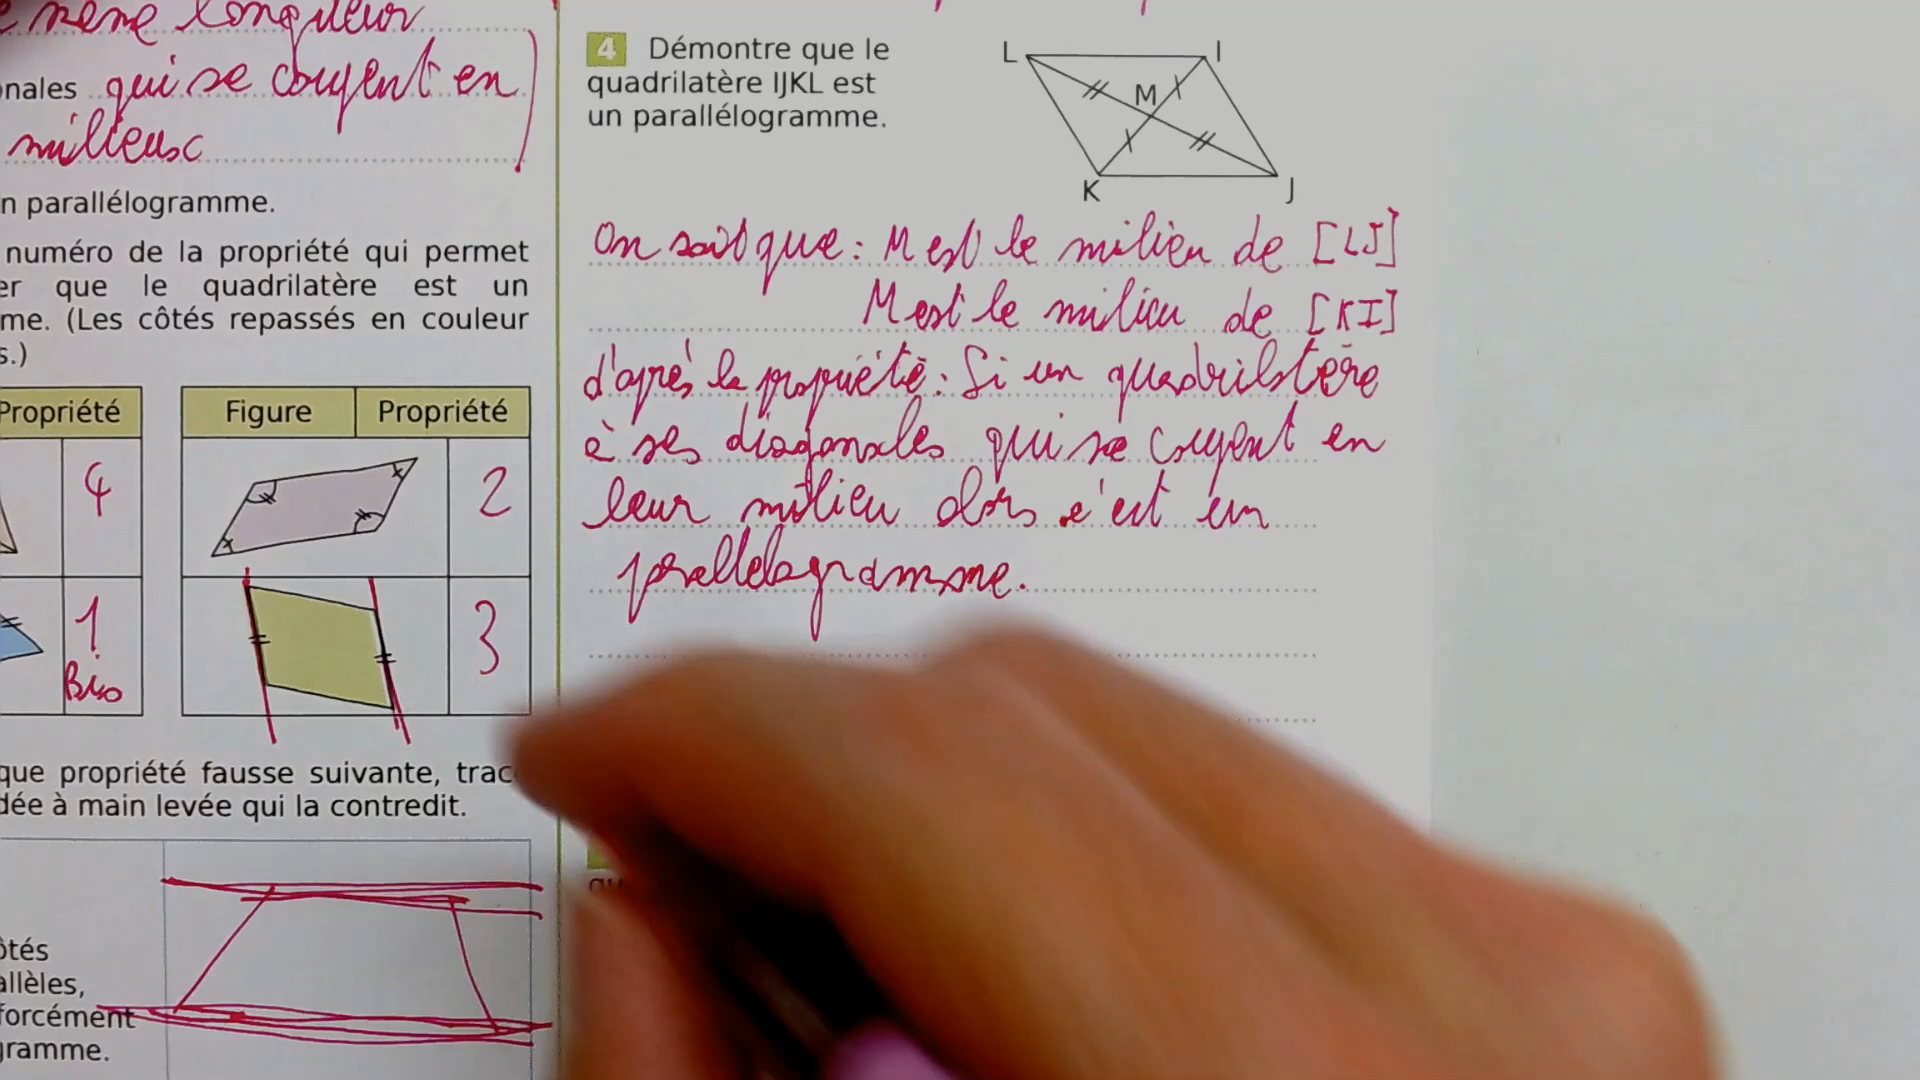 même longueur
nales qui se coupent en
milieux
n parallélogramme.
numéro de la propriété qui permet
er que le quadrilatère est un
me. (Les côtés repassés en couleur
s.)
Propriété
4
1
Bis
Figure Propriété
2
3
que propriété fausse suivante, trac
dée à main levée qui la contredit.
ôtés
allèles,
forcément
gramme.
4 Démontre que le
quadrilatère IJKL est
un parallélogramme.
L I
M
K J
On sait que : M est le milieu de [LJ]
M est le milieu de [KI]
d'après la propriété : Si un quadrilatère
à ses diagonales qui se coupent en
leur milieu alors c'est un
parallélogramme.
qu